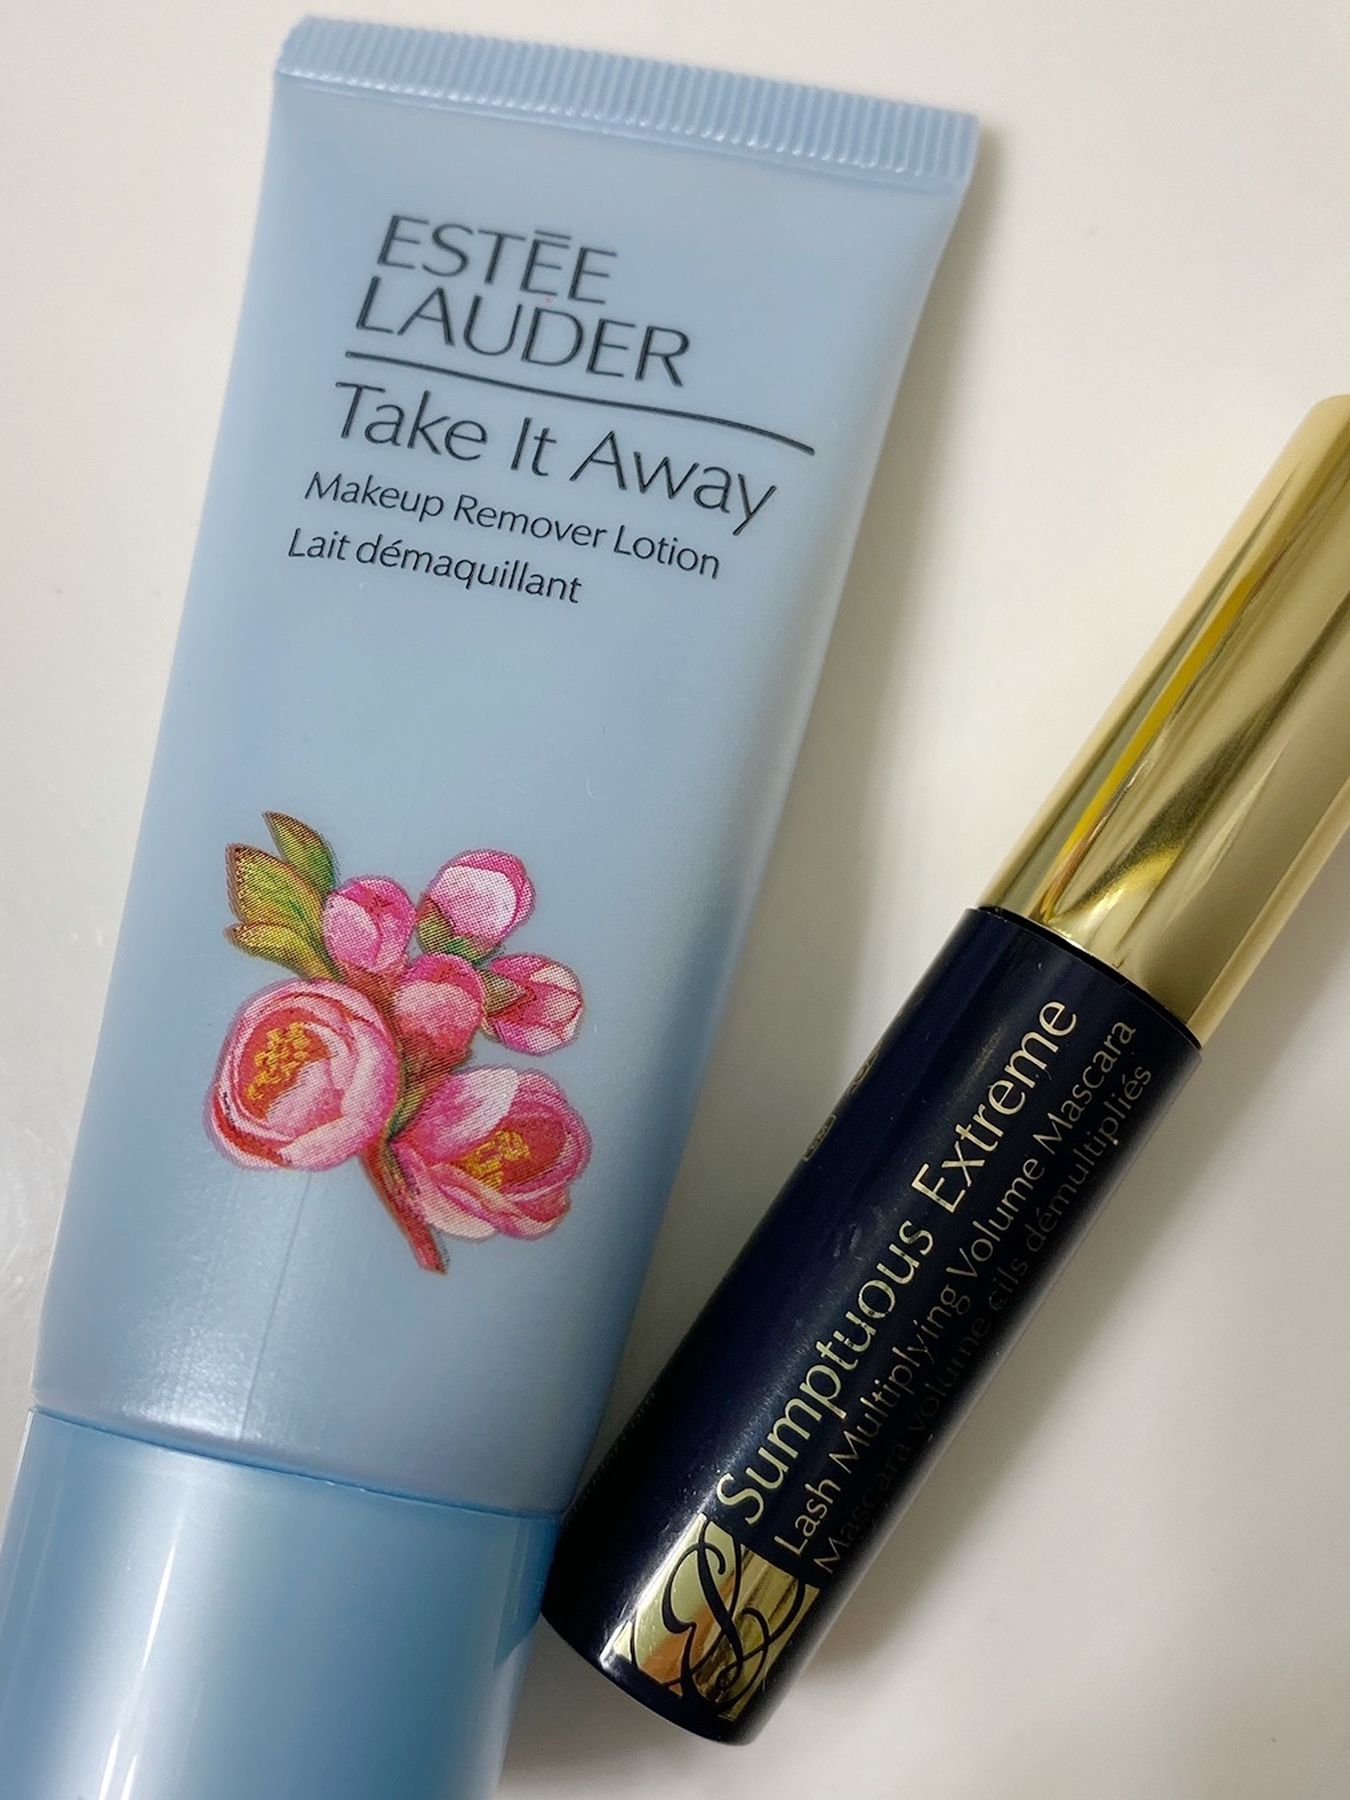 ESTĒE
LAUDER
Take It Away
Makeup Remover Lotion
Lait démaquillant
Sumptuous Extreme
Lash Multiplying Volume Mascara
Mascara volume cils démultipliés